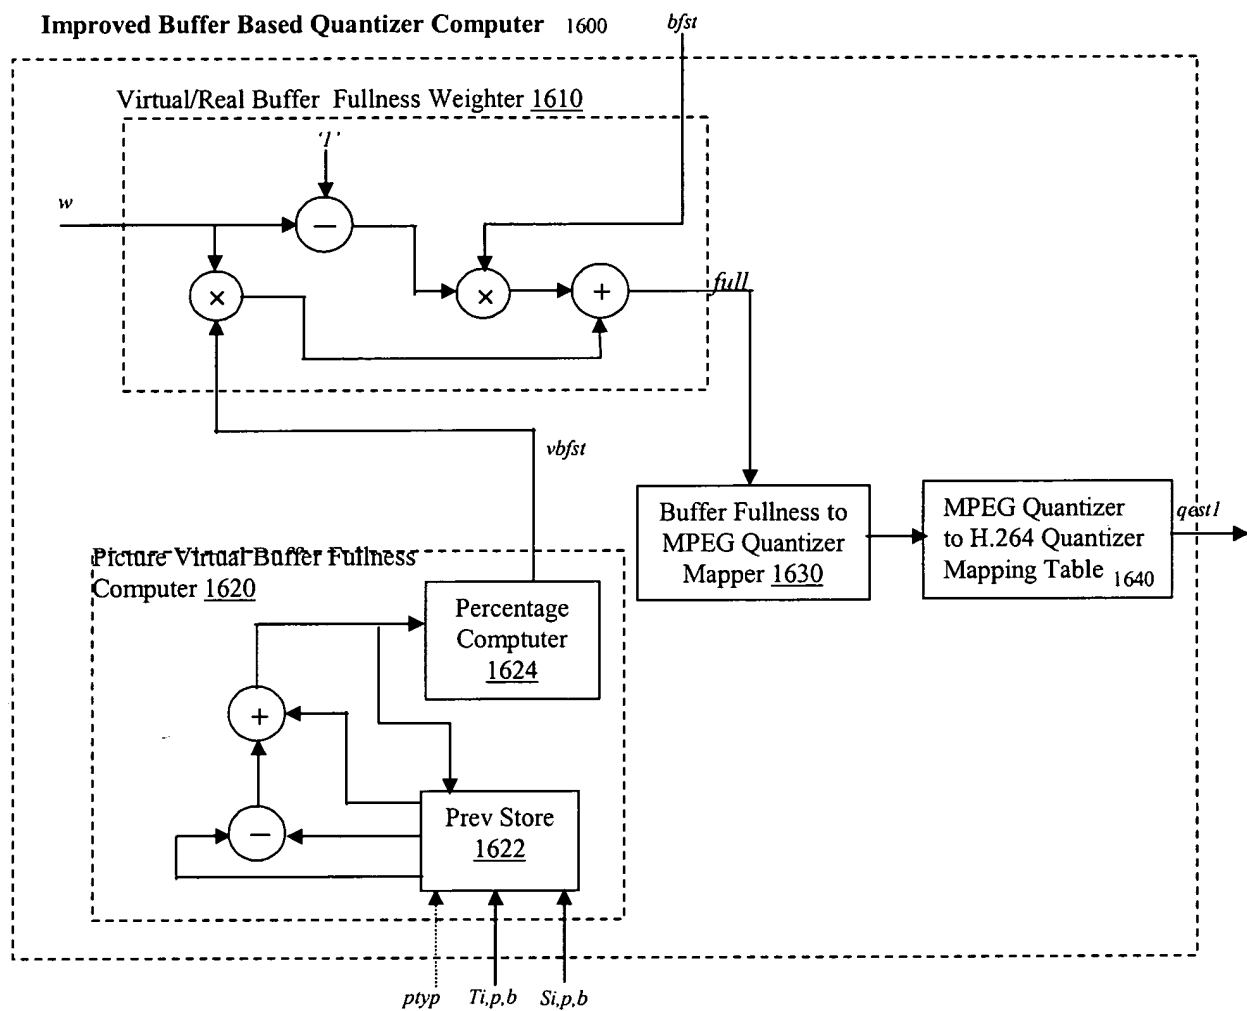 Improved Buffer Based Quantizer Computer 1600
bfst
Virtual/Real Buffer Fullness Weighter 1610
'1'
w
−
×
×
+
full
vbfst
Buffer Fullness to
MPEG Quantizer
Mapper 1630
MPEG Quantizer
to H.264 Quantizer
Mapping Table 1640
qest1
Picture Virtual Buffer Fullness
Computer 1620
Percentage
Comptuter
1624
+
−
Prev Store
1622
ptyp
Ti,p,b
Si,p,b